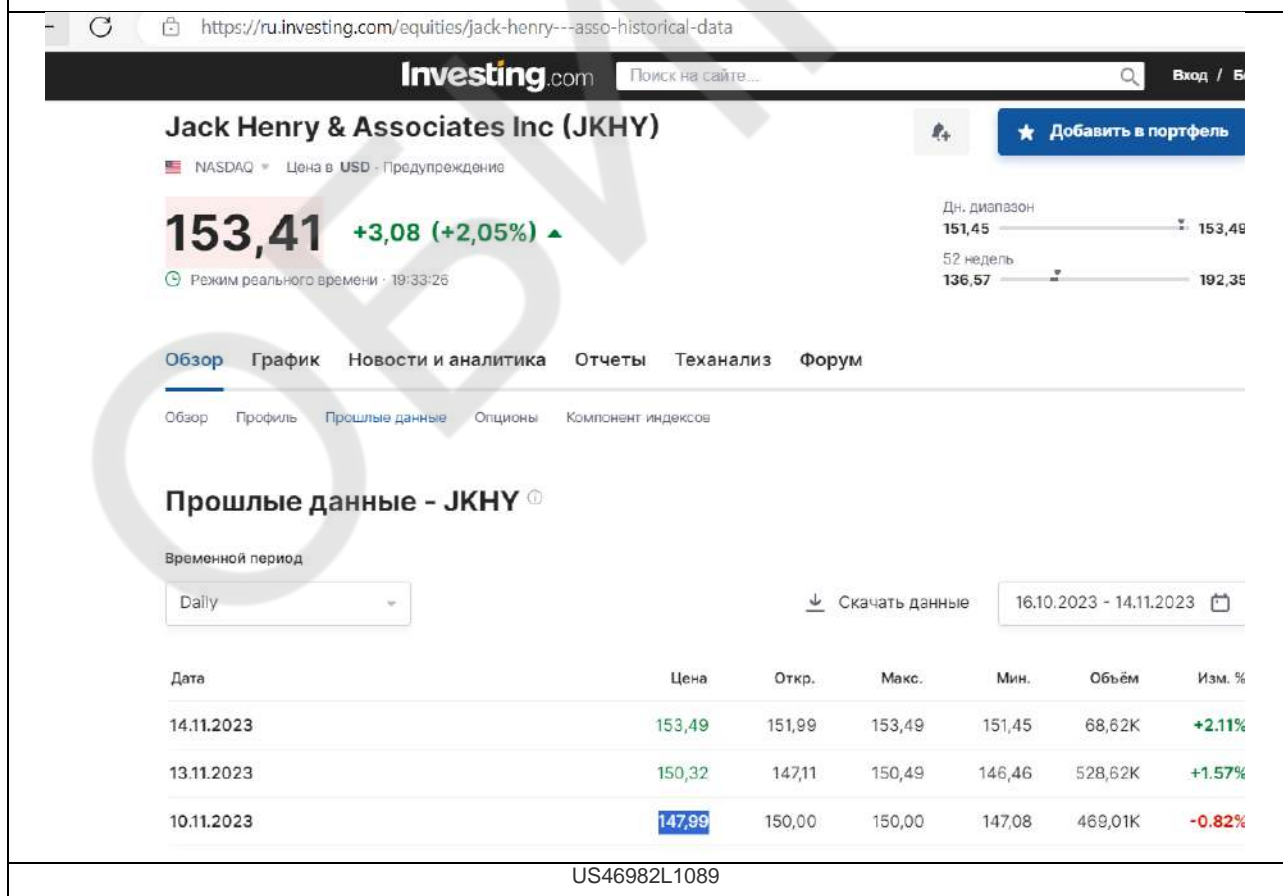 https://ru.investing.com/equities/jack-henry---asso-historical-data
Investing.com Поиск на сайте... Вход / Б
Jack Henry & Associates Inc (JKHY) Добавить в портфель
NASDAQ Цена в USD - Предупреждение
153,41 +3,08 (+2,05%)
Дн. диапазон
151,45 153,49
52 недель
136,57 192,35
Режим реального времени · 19:33:26
Обзор График Новости и аналитика Отчеты Теханализ Форум
Обзор Профиль Прошлые данные Опционы Компонент индексов
Прошлые данные - JKHY
Временной период
Daily Скачать данные 16.10.2023 - 14.11.2023
Дата Цена Откр. Макс. Мин. Объём Изм. %
14.11.2023 153,49 151,99 153,49 151,45 68,62K +2.11%
13.11.2023 150,32 147,11 150,49 146,46 528,62K +1.57%
10.11.2023 147,99 150,00 150,00 147,08 469,01K -0.82%
US46982L1089